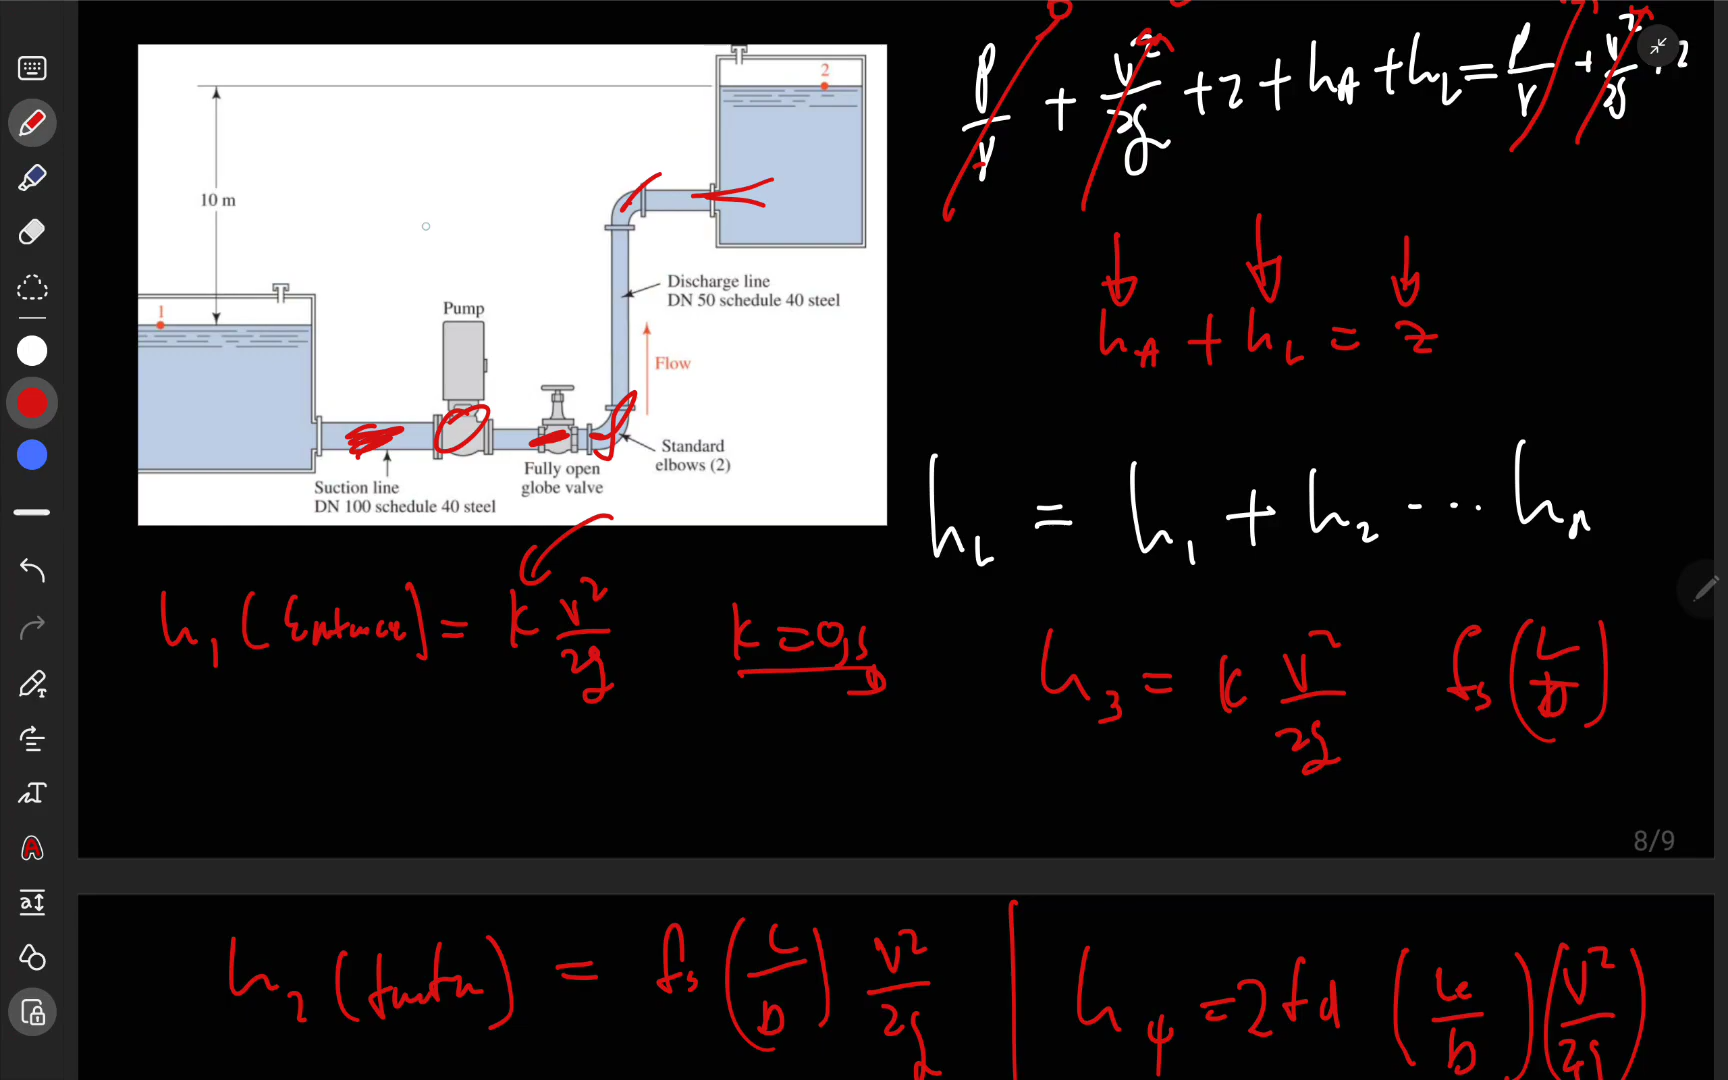 2
10 m
1
Pump
Discharge line
DN 50 schedule 40 steel
Flow
Standard
elbows (2)
Fully open
globe valve
Suction line
DN 100 schedule 40 steel
P/γ + v²/2g + z + hA + hL = P/γ + v²/2g + z
hA + hL = z
hL = h1 + h2 ... hn
h1 (Entrance) = k v²/2g
k = 0,5
h3 = k v²/2g
fs (L/D)
8/9
h2 (friction) = fs (L/D) v²/2g
h4 = 2 fd (Le/D) (v²/2g)
A
aI